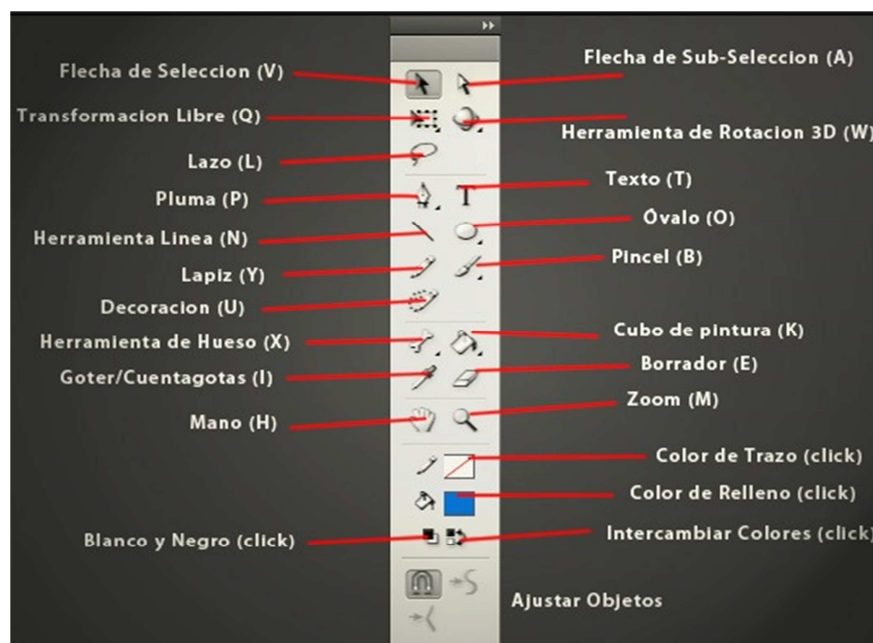 Flecha de Seleccion (V)
Flecha de Sub-Seleccion (A)
Transformacion Libre (Q)
Herramienta de Rotacion 3D (W)
Lazo (L)
Pluma (P)
Texto (T)
Herramienta Linea (N)
Óvalo (O)
Lapiz (Y)
Pincel (B)
Decoracion (U)
Herramienta de Hueso (X)
Cubo de pintura (K)
Goter/Cuentagotas (I)
Borrador (E)
Mano (H)
Zoom (M)
Color de Trazo (click)
Color de Relleno (click)
Blanco y Negro (click)
Intercambiar Colores (click)
Ajustar Objetos